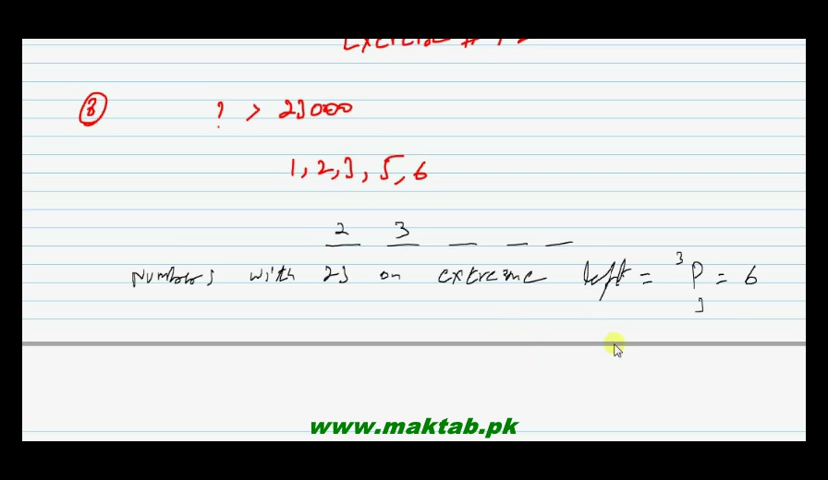 8 ? > 23000
1, 2, 3, 5, 6
2 3 _ _ _
Numbers with 23 on extreme left = ³P₃ = 6
www.maktab.pk